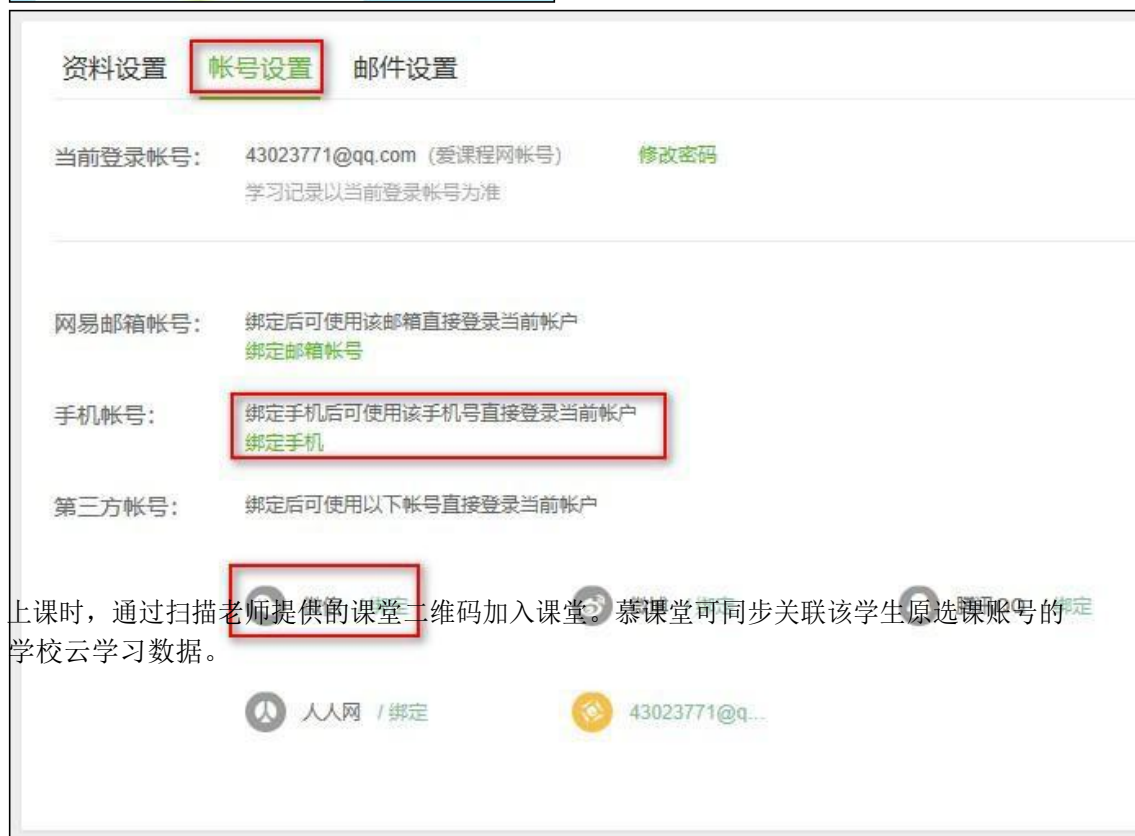 资料设置 帐号设置 邮件设置
当前登录帐号： 43023771@qq.com (爱课程网帐号) 修改密码
学习记录以当前登录帐号为准
网易邮箱帐号： 绑定后可使用该邮箱直接登录当前帐户
绑定邮箱帐号
手机帐号： 绑定手机后可使用该手机号直接登录当前帐户
绑定手机
第三方帐号： 绑定后可使用以下帐号直接登录当前帐户
绑定
上课时，通过扫描老师提供的课堂二维码加入课堂。慕课堂可同步关联该学生原选课账号的
学校云学习数据。
人人网 / 绑定 43023771@q...